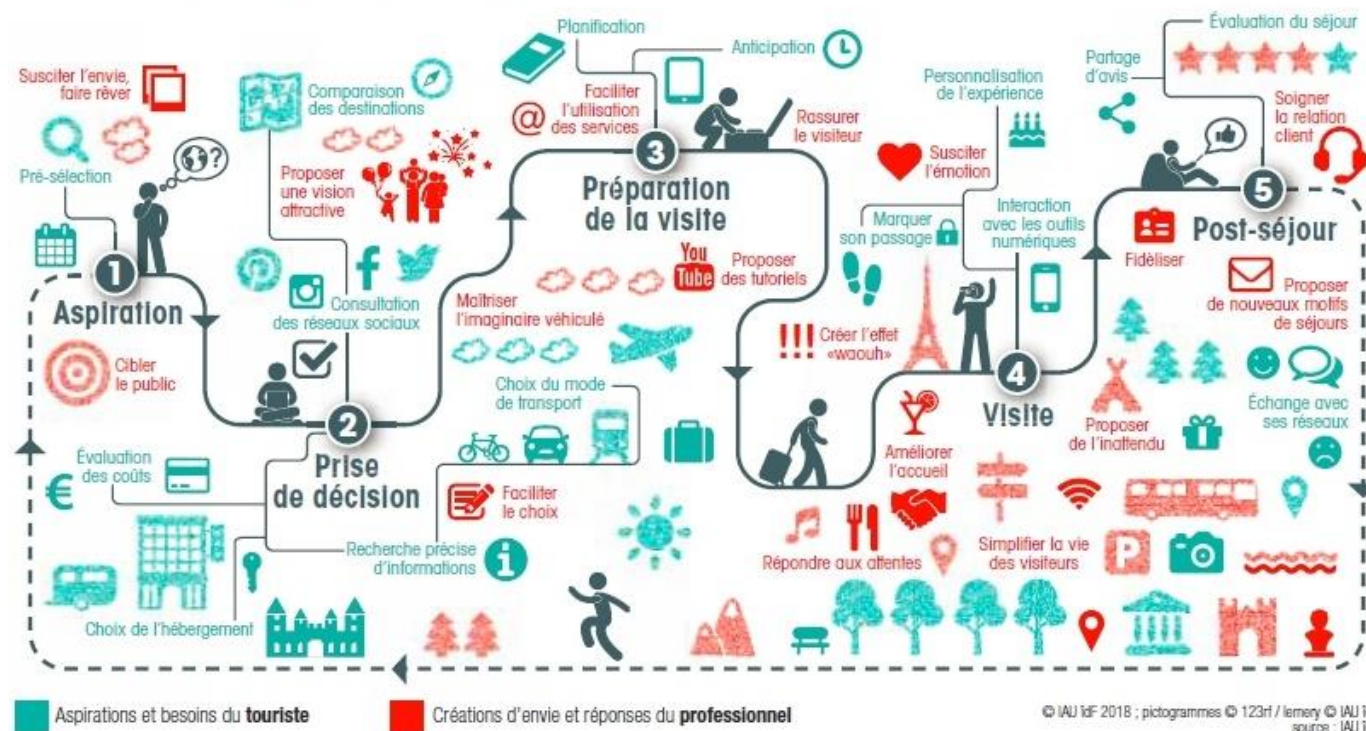 Susciter l'envie,
faire rêver
Pré-sélection
?
1
Aspiration
Cibler
le public
Comparaison
des destinations
Proposer
une vision
attractive
f
Consultation
des réseaux sociaux
2
Prise
de décision
Évaluation
des coûts
€
Choix de l'hébergement
Recherche précise
d'informations
i
Choix du mode
de transport
Faciliter
le choix
Maîtriser
l'imaginaire véhiculé
Planification
Anticipation
@
Faciliter
l'utilisation
des services
Rassurer
le visiteur
3
Préparation
de la visite
You
Tube
Proposer
des tutoriels
Personnalisation
de l'expérience
Susciter
l'émotion
Marquer
son passage
Interaction
avec les outils
numériques
!!! Créer l'effet
«waouh»
4
Visite
Améliorer
l'accueil
Répondre aux attentes
Simplifier la vie
des visiteurs
P
Proposer
de l'inattendu
Évaluation du séjour
Partage
d'avis
Soigner
la relation
client
5
Post-séjour
Fidéliser
Proposer
de nouveaux motifs
de séjours
Échange avec
ses réseaux
Aspirations et besoins du touriste
Créations d'envie et réponses du professionnel
© IAU îdF 2018 ; pictogrammes © 123rf / lemery © IAU
source : IAU